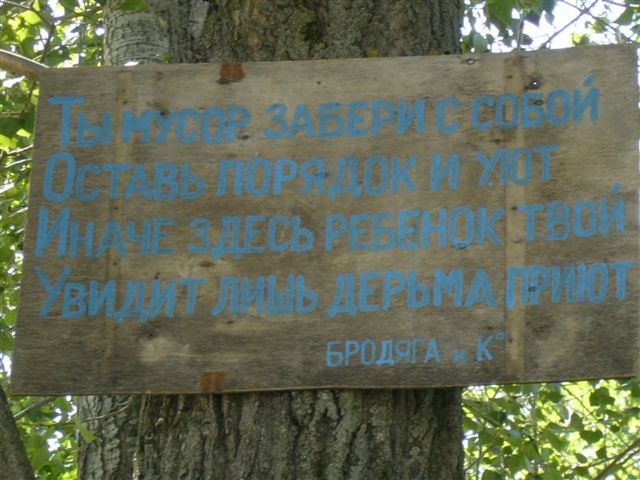 Ты мусор забери с собой
Оставь порядок и уют
Иначе здесь ребенок твой
Увидит лишь дерьма приют
Бродяга и К°